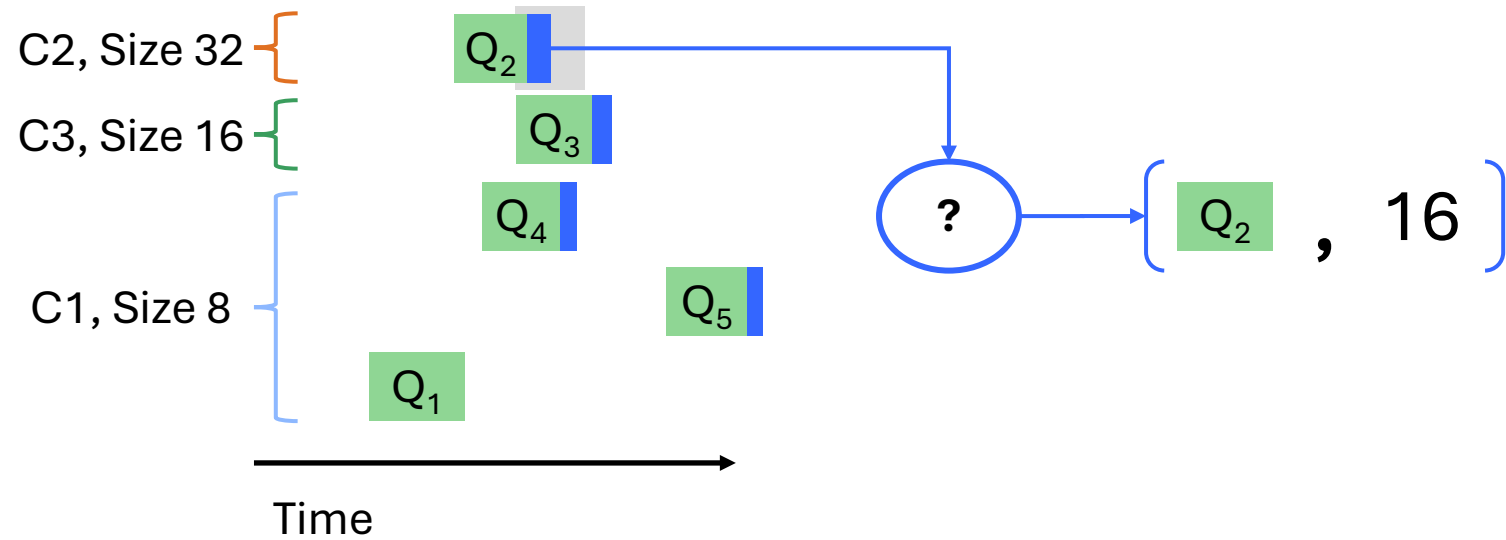 C2, Size 32
Q2
C3, Size 16
Q3
Q4
?
Q2 , 16
C1, Size 8
Q5
Q1
Time